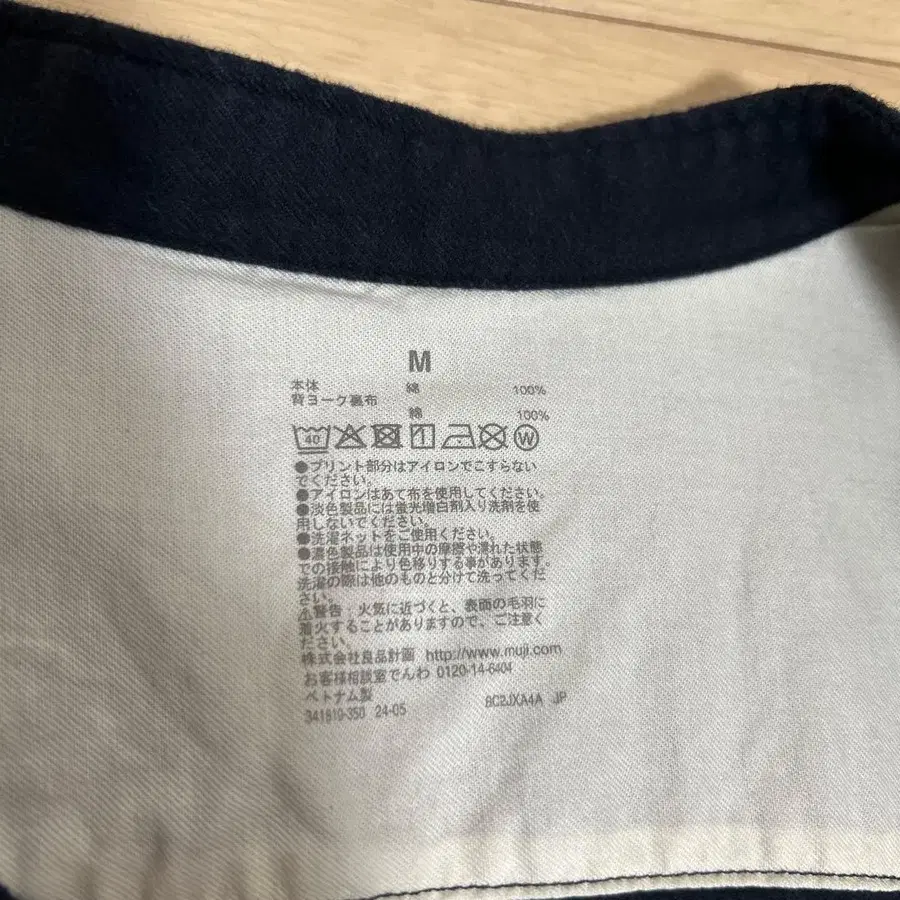 M
本体 綿 100%
背ヨーク裏布
綿 100%
40 1 W
●プリント部分はアイロンでこすらない
でください。
●アイロンはあて布を使用してください。
●淡色製品には蛍光増白剤入り洗剤を使
用しないでください。
●洗濯ネットをご使用ください。
●濃色製品は使用中の摩擦や濡れた状態
での接触により色移りする事があります。
洗濯の際は他のものと分けて洗ってくだ
さい。
⚠警告:火気に近づくと、表面の毛羽に
着火することがありますので、ご注意く
ださい。
株式会社良品計画 http://www.muji.com
お客様相談室でんわ 0120-14-6404
ベトナム製
24-05 JP